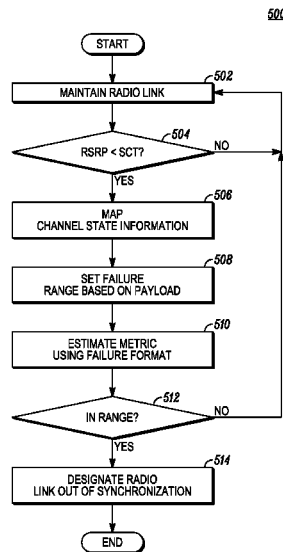 500
START
502
MAINTAIN RADIO LINK
504
RSRP < SCT?
NO
YES
506
MAP
CHANNEL STATE INFORMATION
508
SET FAILURE
RANGE BASED ON PAYLOAD
510
ESTIMATE METRIC
USING FAILURE FORMAT
512
IN RANGE?
NO
YES
514
DESIGNATE RADIO
LINK OUT OF SYNCHRONIZATION
END